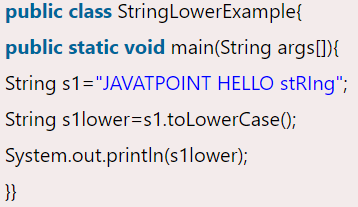 public class StringLowerExample{
public static void main(String args[]){
String s1="JAVATPOINT HELLO stRIng";
String s1lower=s1.toLowerCase();
System.out.println(s1lower);
}}